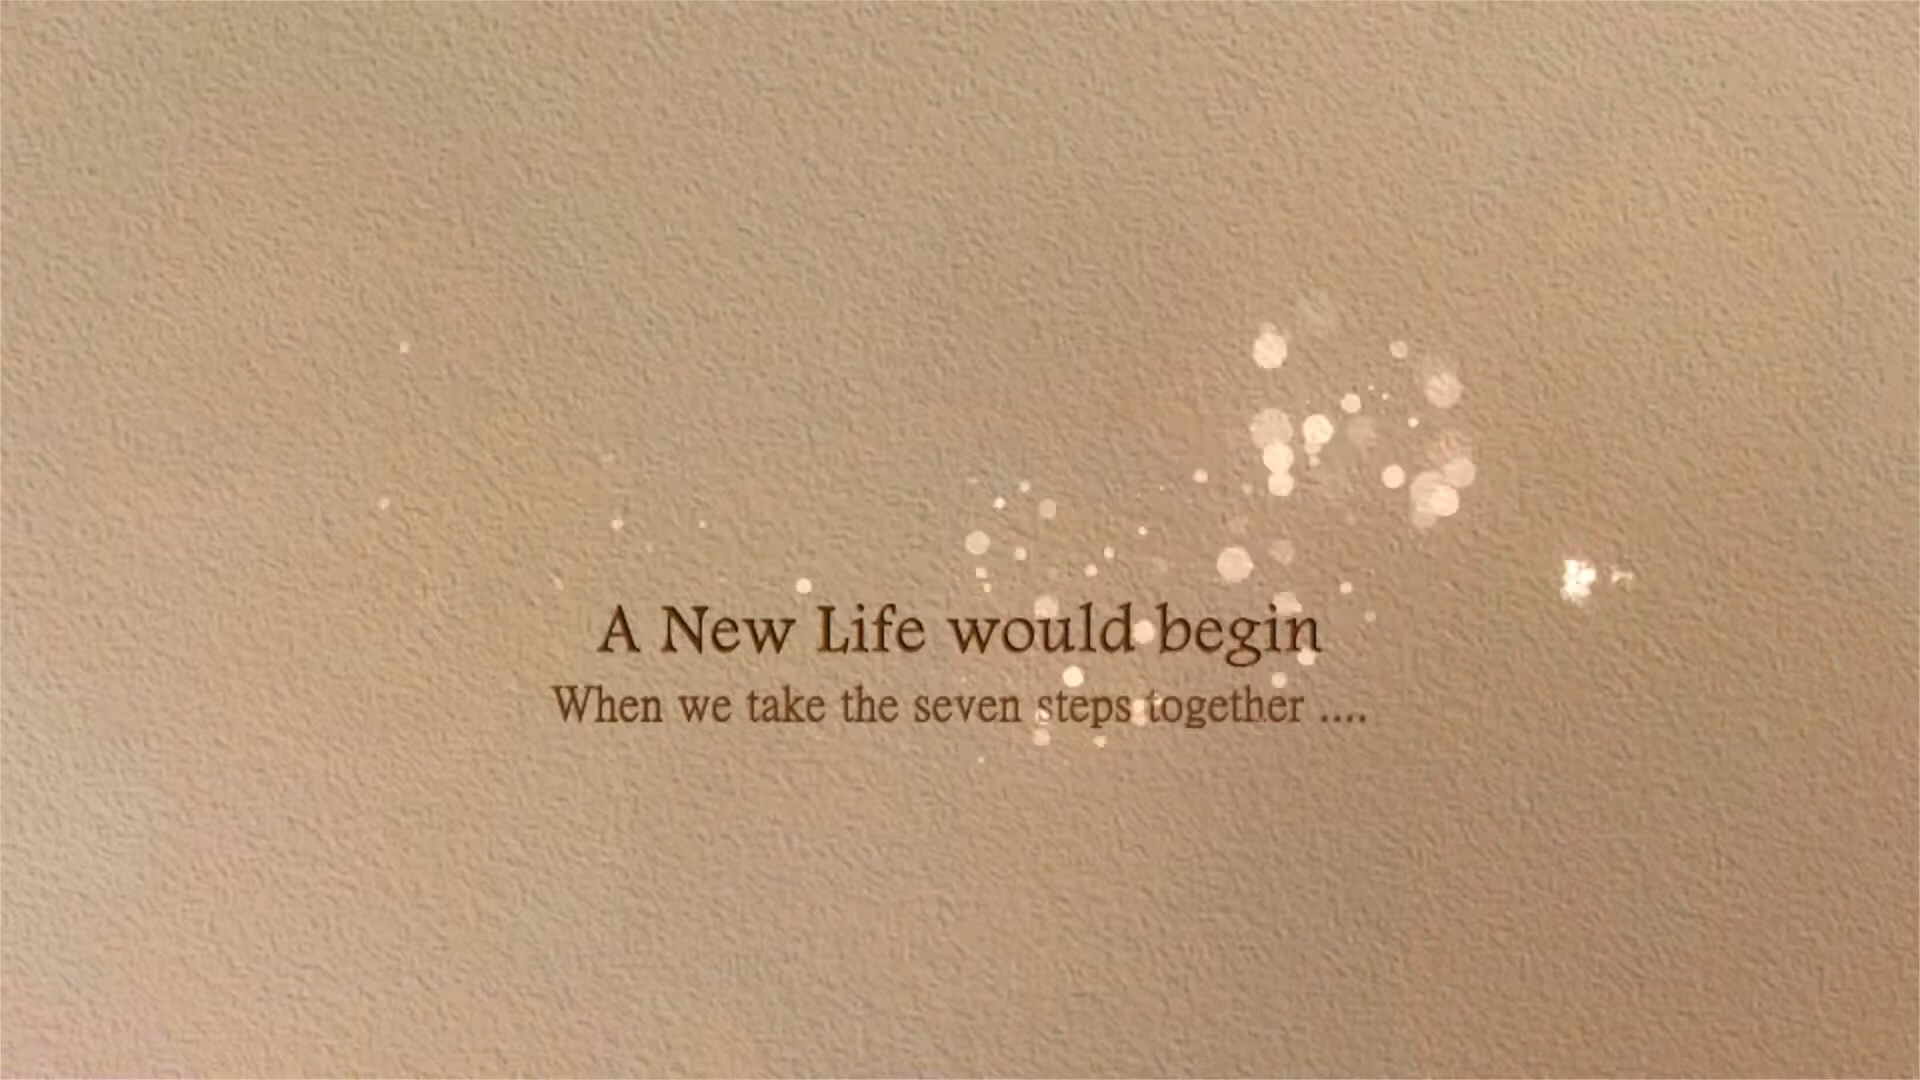 A New Life would begin
When we take the seven steps together ....